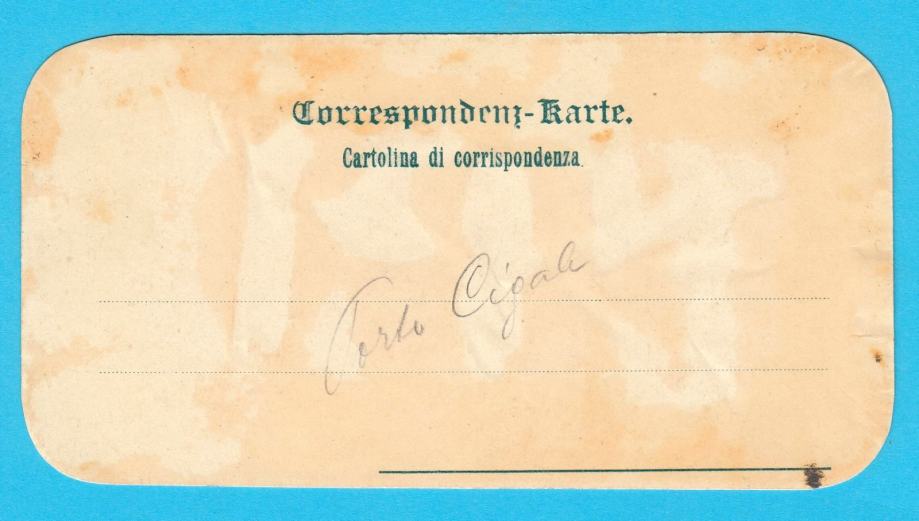 Correspondenz-Karte.
Cartolina di corrispondenza.
Porto Cigale